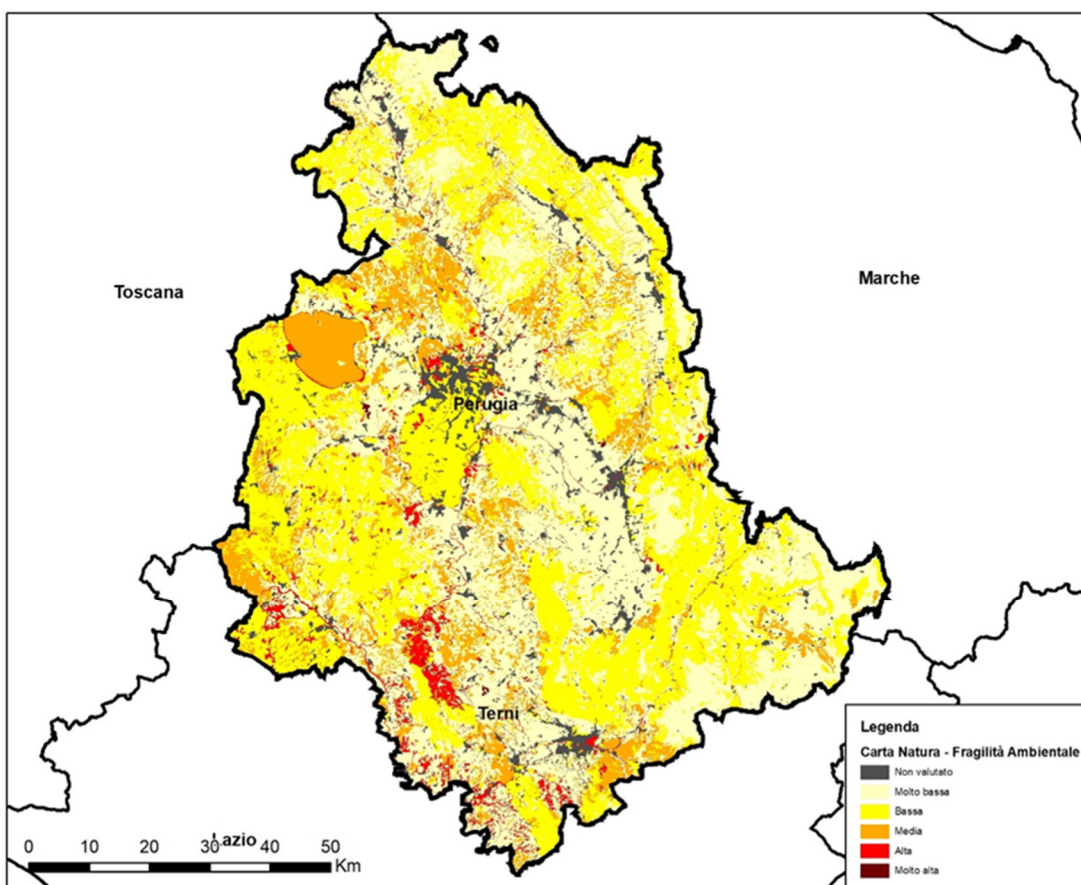 Toscana
Marche
Perugia
Terni
Lazio
0 10 20 30 40 50
Km
Legenda
Carta Natura - Fragilità Ambientale
Non valutato
Molto bassa
Bassa
Media
Alta
Molto alta